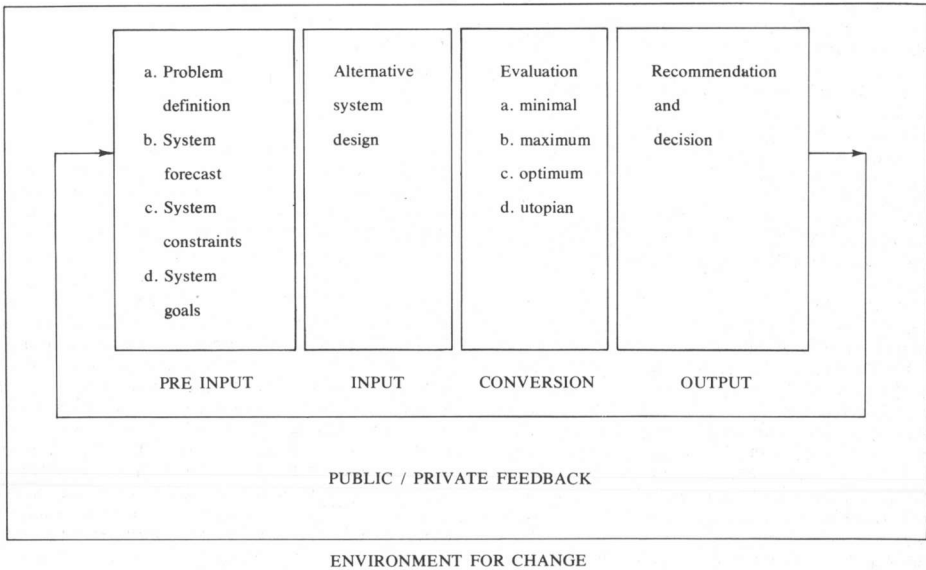 a. Problem
definition
b. System
forecast
c. System
constraints
d. System
goals
PRE INPUT
Alternative
system
design
INPUT
Evaluation
a. minimal
b. maximum
c. optimum
d. utopian
CONVERSION
Recommendation
and
decision
OUTPUT
PUBLIC / PRIVATE FEEDBACK
ENVIRONMENT FOR CHANGE